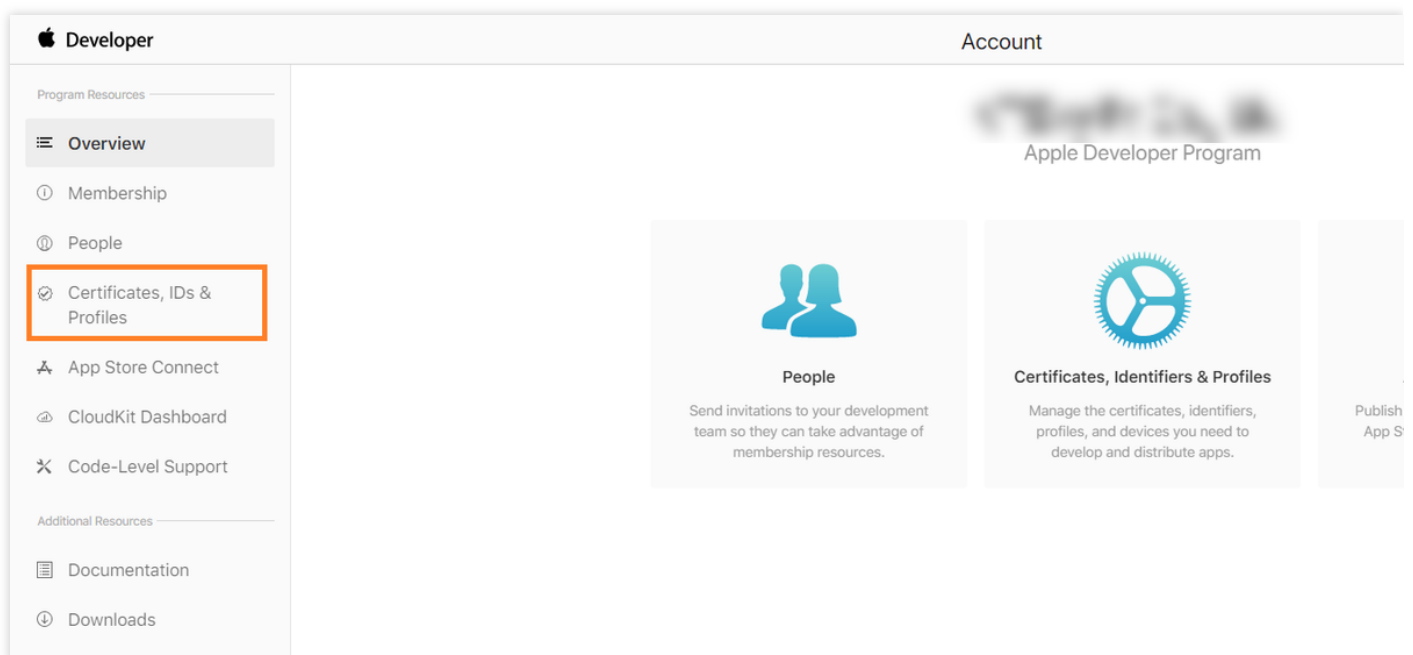 Developer
Account
Program Resources
Overview
Membership
People
Certificates, IDs &
Profiles
App Store Connect
CloudKit Dashboard
Code-Level Support
Additional Resources
Documentation
Downloads
Apple Developer Program
People
Send invitations to your development
team so they can take advantage of
membership resources.
Certificates, Identifiers & Profiles
Manage the certificates, identifiers,
profiles, and devices you need to
develop and distribute apps.
Publish
App